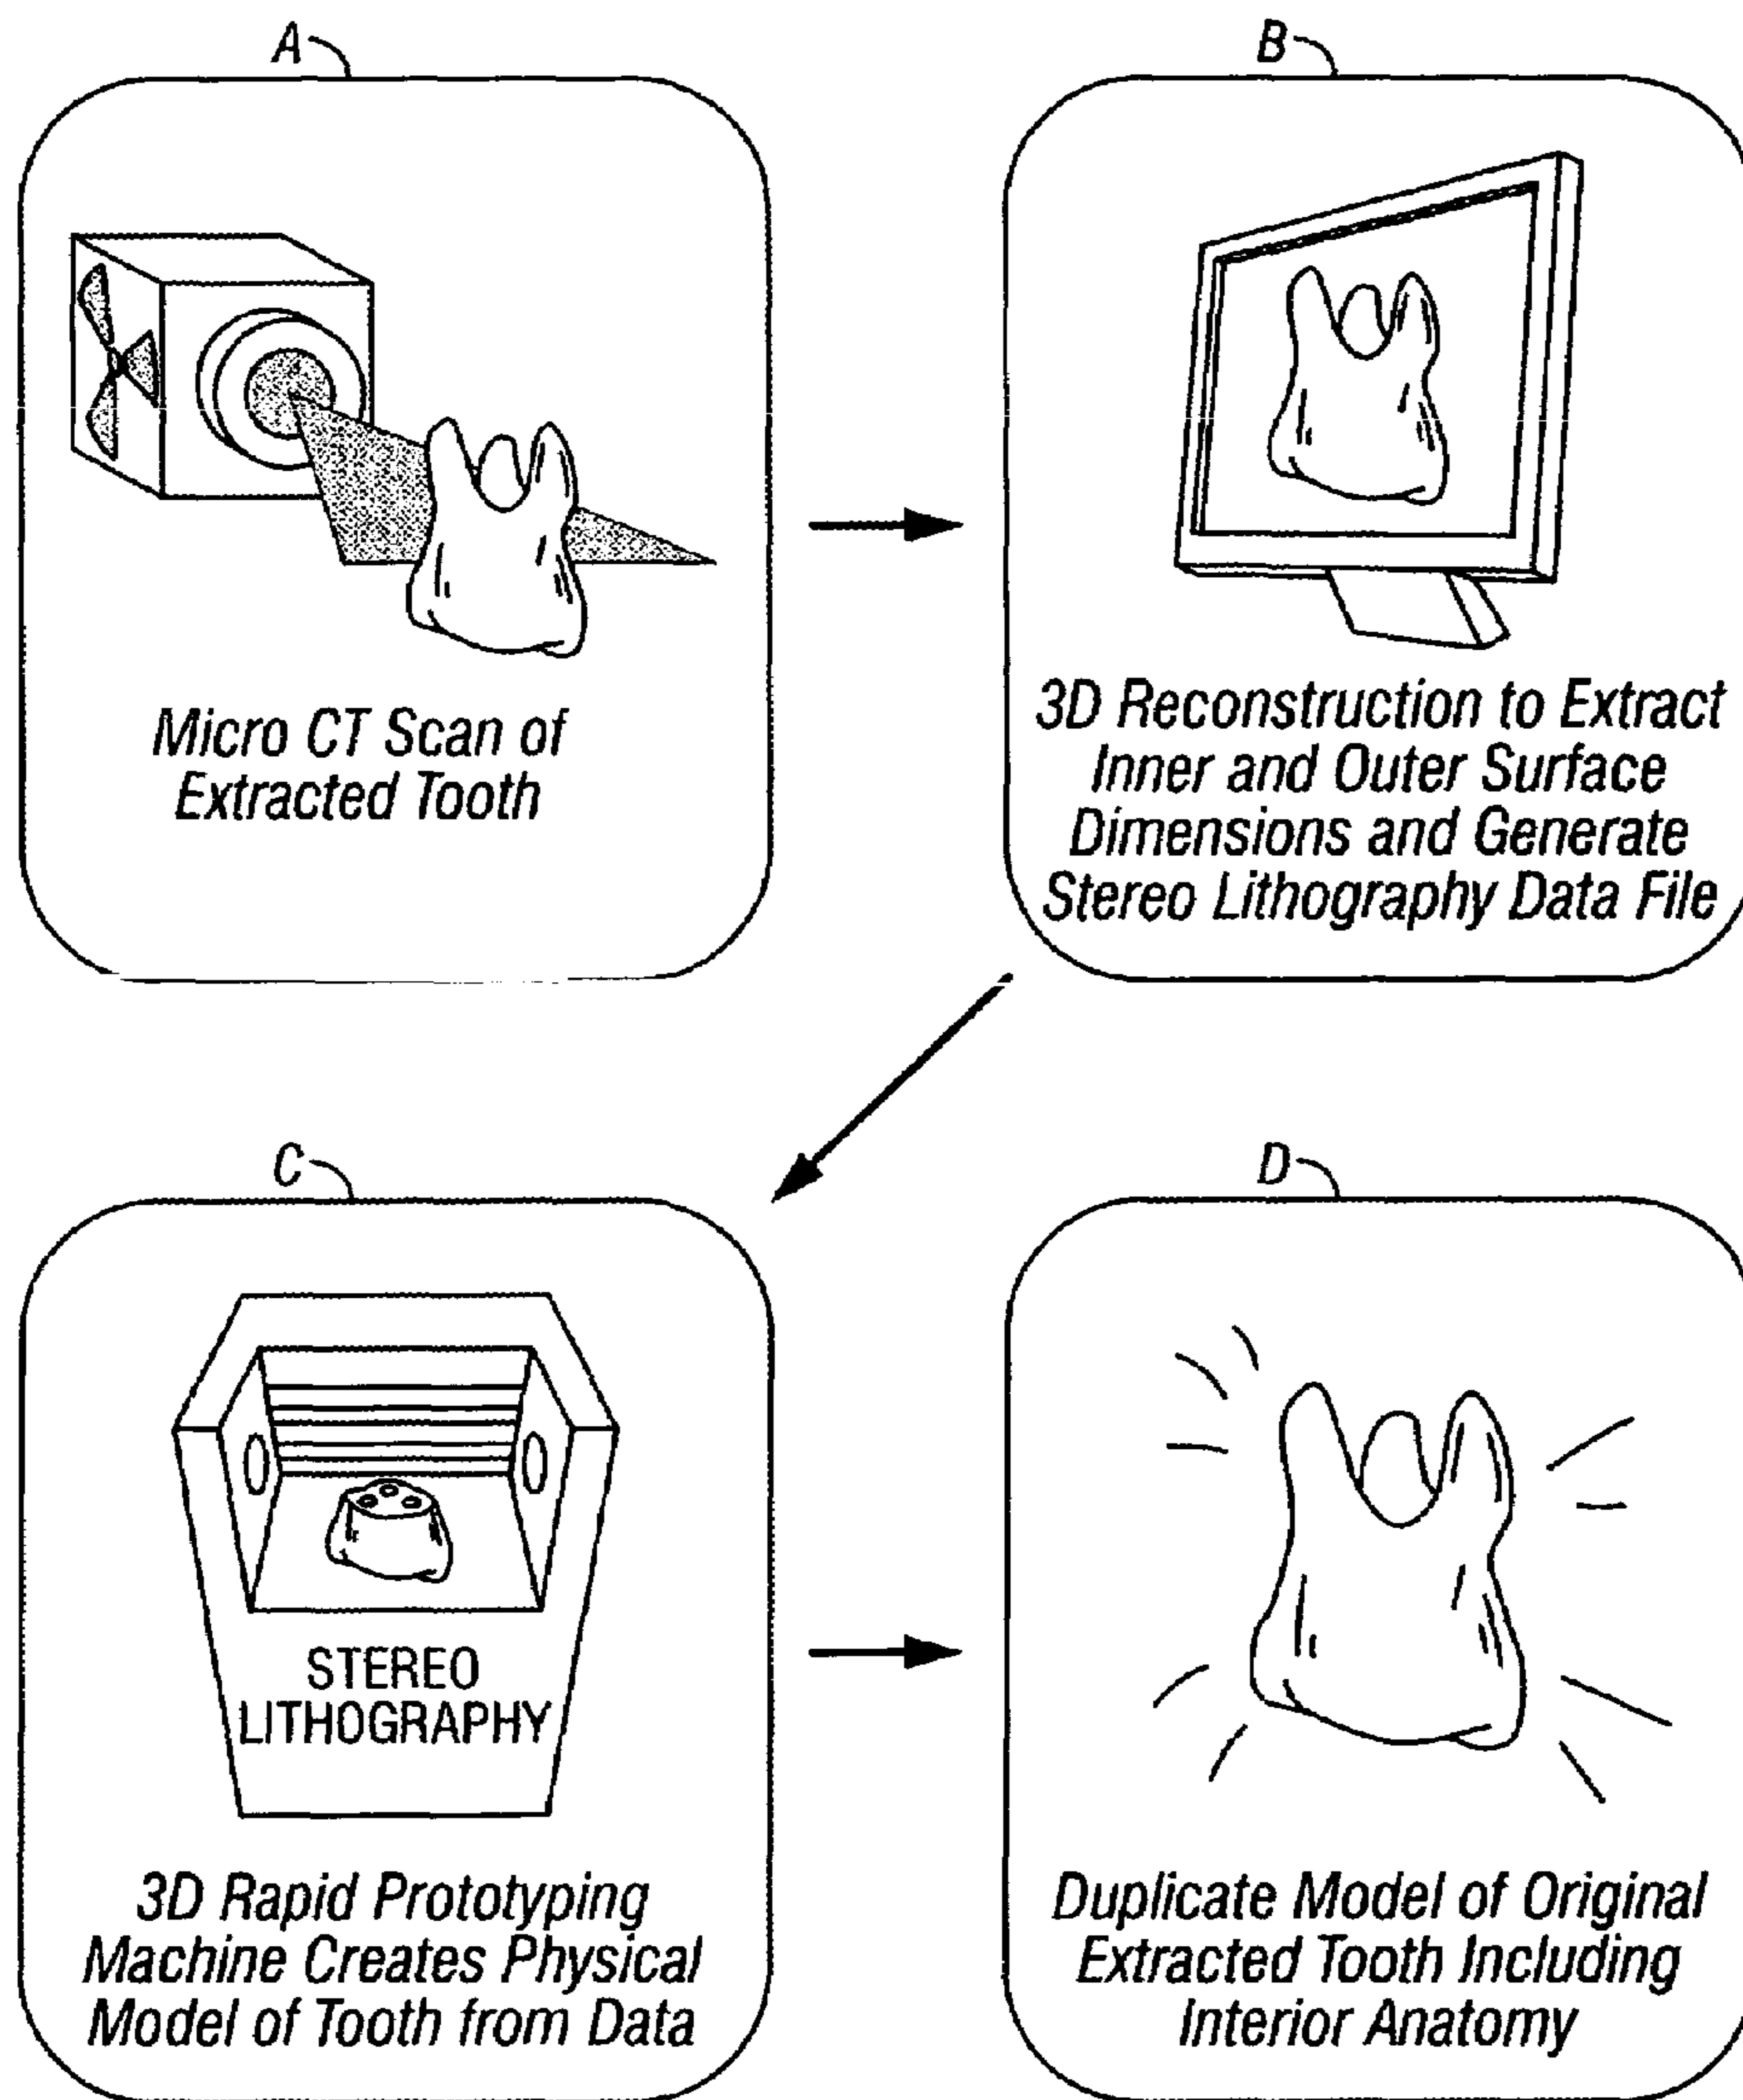 A
Micro CT Scan of
Extracted Tooth
B
3D Reconstruction to Extract
Inner and Outer Surface
Dimensions and Generate
Stereo Lithography Data File
C
STEREO
LITHOGRAPHY
3D Rapid Prototyping
Machine Creates Physical
Model of Tooth from Data
D
Duplicate Model of Original
Extracted Tooth Including
Interior Anatomy